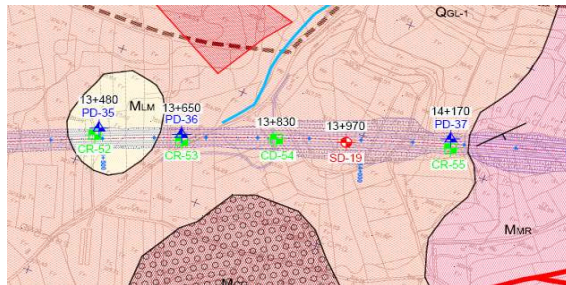 QGL-1
13+480
PD-35
MLM
CR-52
13+650
PD-36
CR-53
13+830
CD-54
13+970
SD-19
14+170
PD-37
CR-55
MMR